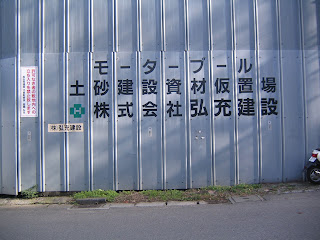 モータープール
土砂建設資材仮置場
株式会社弘充建設
㈱弘充建設